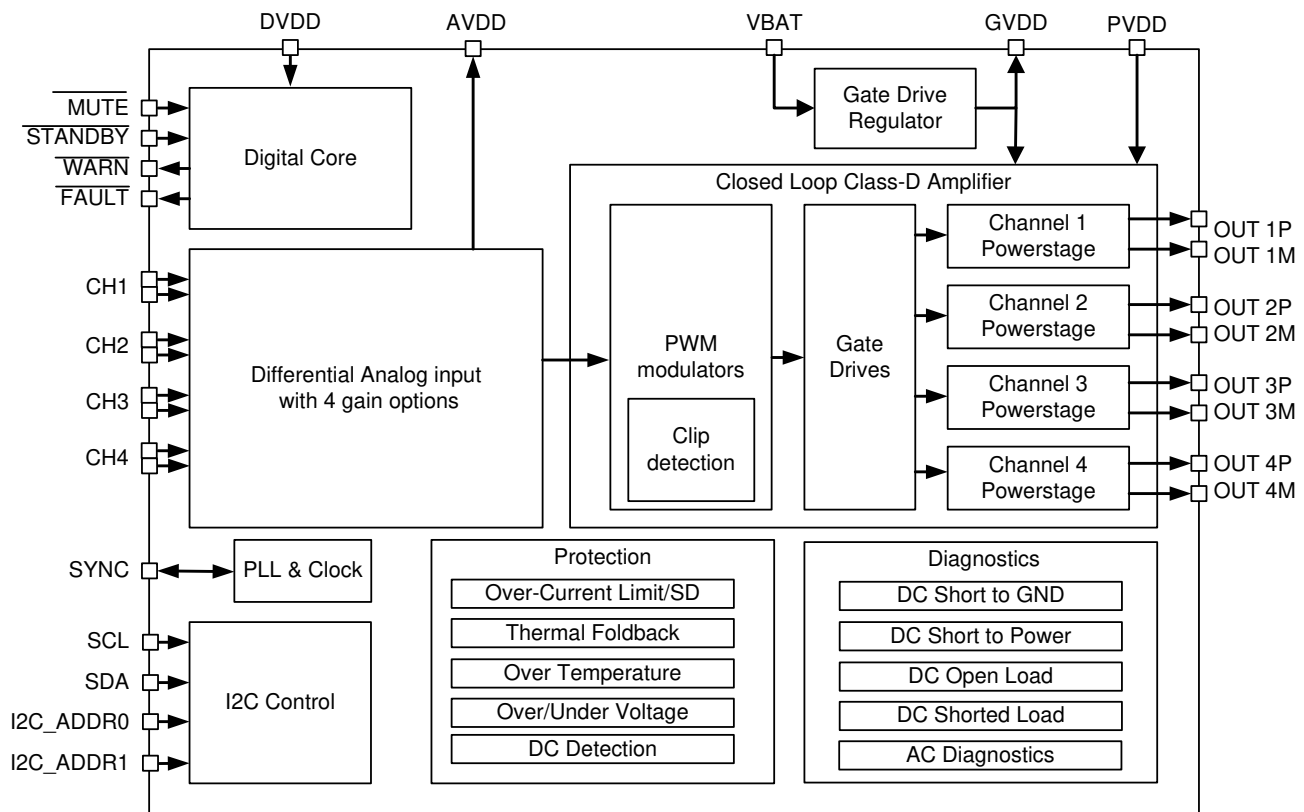 DVDD
AVDD
VBAT
GVDD
PVDD
MUTE
STANDBY
WARN
FAULT
Digital Core
Gate Drive
Regulator
Closed Loop Class-D Amplifier
CH1
CH2
CH3
CH4
Differential Analog input
with 4 gain options
PWM
modulators
Clip
detection
Gate
Drives
Channel 1
Powerstage
Channel 2
Powerstage
Channel 3
Powerstage
Channel 4
Powerstage
OUT 1P
OUT 1M
OUT 2P
OUT 2M
OUT 3P
OUT 3M
OUT 4P
OUT 4M
SYNC
PLL & Clock
SCL
SDA
I2C_ADDR0
I2C_ADDR1
I2C Control
Protection
Over-Current Limit/SD
Thermal Foldback
Over Temperature
Over/Under Voltage
DC Detection
Diagnostics
DC Short to GND
DC Short to Power
DC Open Load
DC Shorted Load
AC Diagnostics